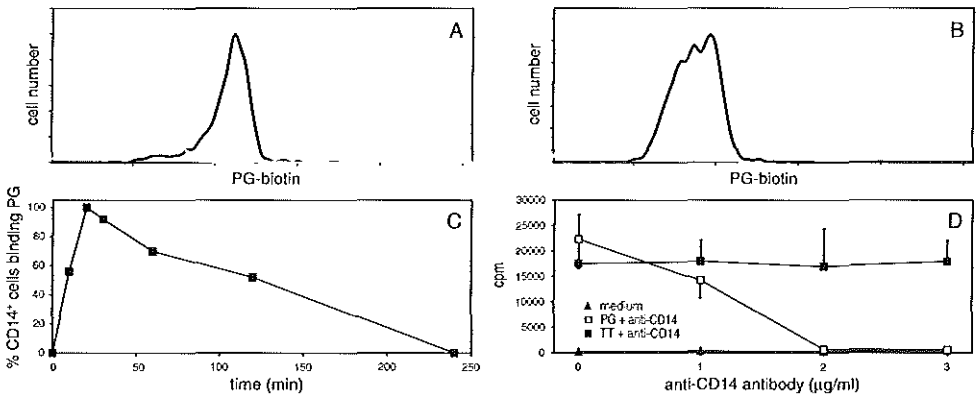 A
cell number
PG-biotin
B
cell number
PG-biotin
C
% CD14+ cells binding PG
100
80
60
40
20
0
0
50
100
150
200
250
time (min)
D
cpm
30000
25000
20000
15000
10000
5000
0
medium
PG + anti-CD14
TT + anti-CD14
0
1
2
3
anti-CD14 antibody (μg/ml)